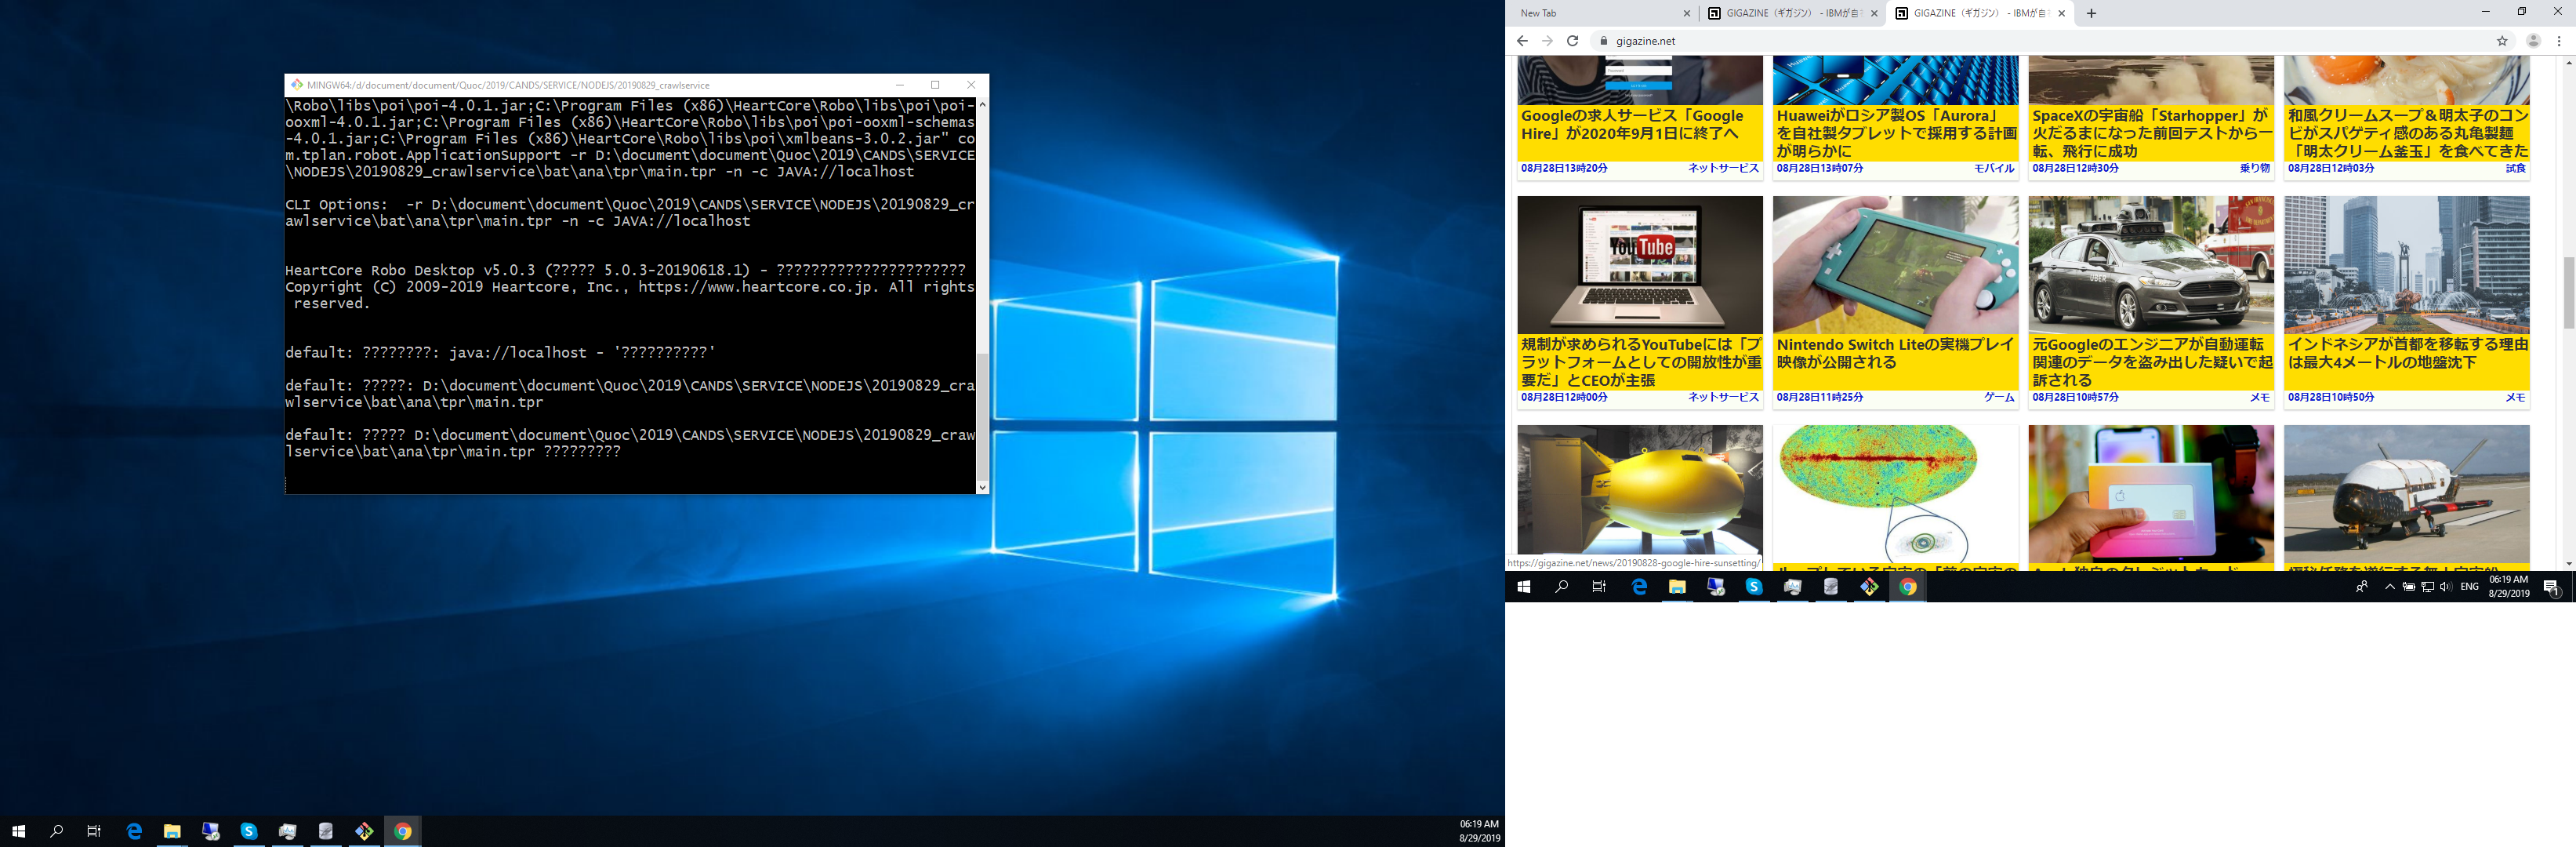 MINGW64:/d/document/document/Quoc/2019/CANDS/SERVICE/NODEJS/20190829_crawlservice
\Robo\libs\poi\poi-4.0.1.jar;C:\Program Files (x86)\HeartCore\Robo\libs\poi\poi-
ooxml-4.0.1.jar;C:\Program Files (x86)\HeartCore\Robo\libs\poi\poi-ooxml-schemas
-4.0.1.jar;C:\Program Files (x86)\HeartCore\Robo\libs\poi\xmlbeans-3.0.2.jar" co
m.tplan.robot.ApplicationSupport -r D:\document\document\Quoc\2019\CANDS\SERVICE
\NODEJS\20190829_crawlservice\bat\ana\tpr\main.tpr -n -c JAVA://localhost
CLI Options:  -r D:\document\document\Quoc\2019\CANDS\SERVICE\NODEJS\20190829_cr
awlservice\bat\ana\tpr\main.tpr -n -c JAVA://localhost
HeartCore Robo Desktop v5.0.3 (????? 5.0.3-20190618.1) - ??????????????????????
Copyright (C) 2009-2019 Heartcore, Inc., https://www.heartcore.co.jp. All rights
 reserved.
default: ????????: java://localhost - '??????????'
default: ?????: D:\document\document\Quoc\2019\CANDS\SERVICE\NODEJS\20190829_cra
wlservice\bat\ana\tpr\main.tpr
default: ????? D:\document\document\Quoc\2019\CANDS\SERVICE\NODEJS\20190829_craw
lservice\bat\ana\tpr\main.tpr ?????????
06:19 AM
8/29/2019
New Tab
GIGAZINE（ギガジン） - IBMが自
GIGAZINE（ギガジン） - IBMが自
gigazine.net
Googleの求人サービス「Google
Hire」が2020年9月1日に終了へ
08月28日13時20分 ネットサービス
Huaweiがロシア製OS「Aurora」
を自社製タブレットで採用する計画
が明らかに
08月28日13時07分 モバイル
SpaceXの宇宙船「Starhopper」が
火だるまになった前回テストから一
転、飛行に成功
08月28日12時30分 乗り物
和風クリームスープ＆明太子のコン
ビがスパゲティ感のある丸亀製麺
「明太クリーム釜玉」を食べてきた
08月28日12時03分 試食
YouTube
規制が求められるYouTubeには「プ
ラットフォームとしての開放性が重
要だ」とCEOが主張
08月28日12時00分 ネットサービス
Nintendo Switch Liteの実機プレイ
映像が公開される
08月28日11時25分 ゲーム
UBER
元Googleのエンジニアが自動運転
関連のデータを盗み出した疑いで起
訴される
08月28日10時57分 メモ
インドネシアが首都を移転する理由
は最大4メートルの地盤沈下
08月28日10時50分 メモ
https://gigazine.net/news/20190828-google-hire-sunsetting/
ENG
06:19 AM
8/29/2019
1